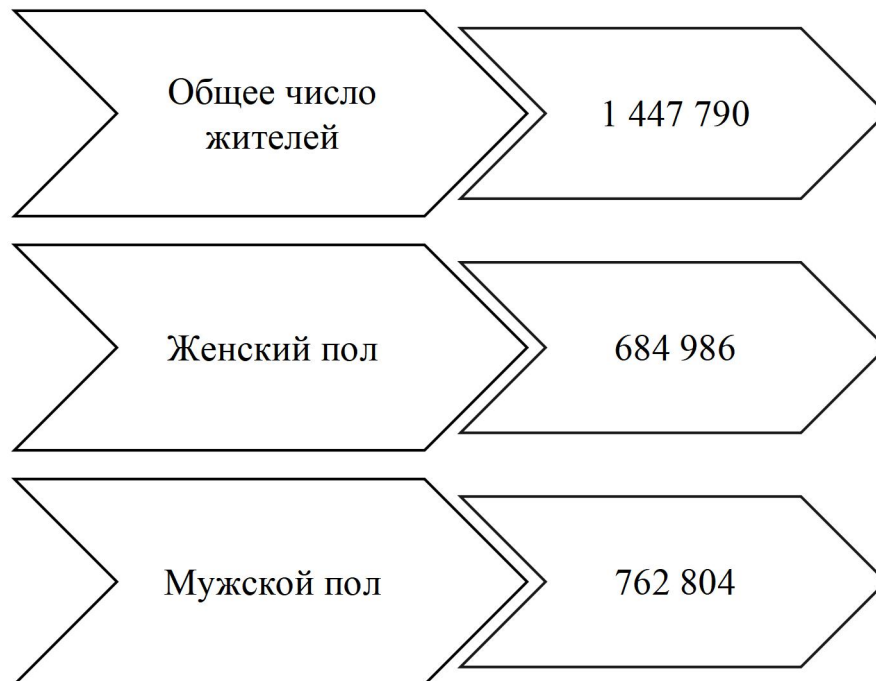 Общее число
жителей
1 447 790
Женский пол
684 986
Мужской пол
762 804